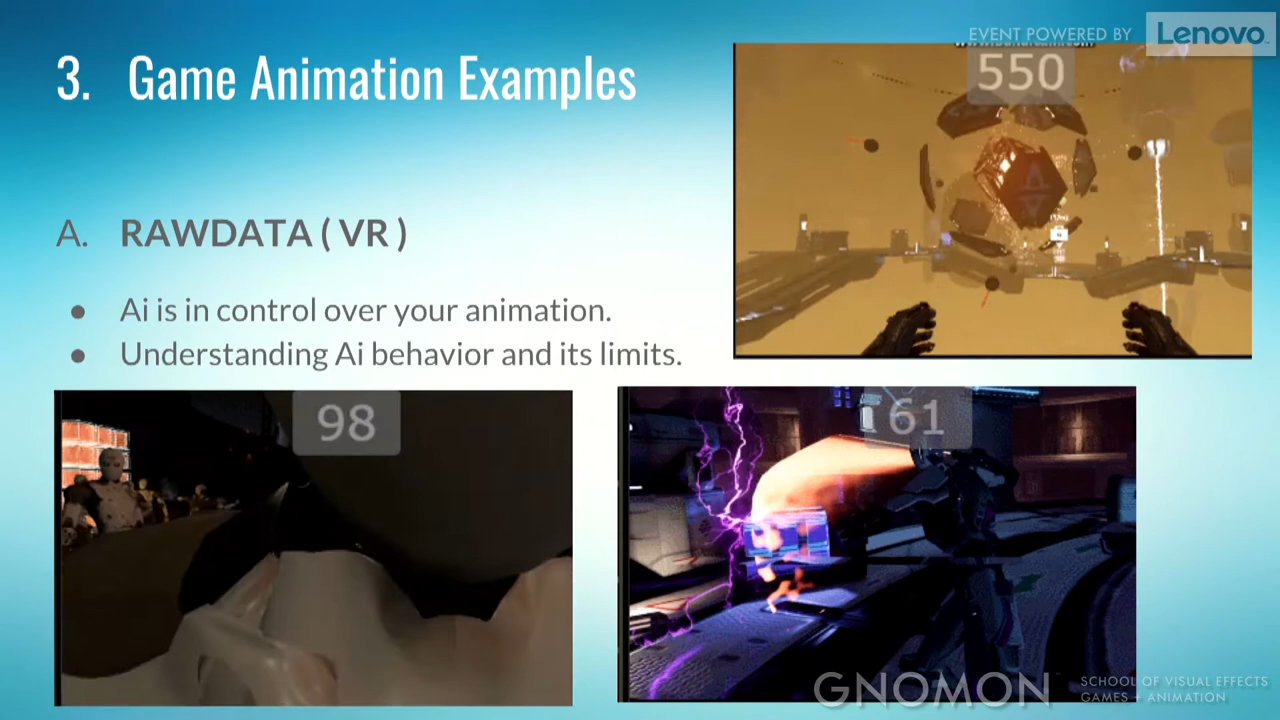 EVENT POWERED BY Lenovo
3. Game Animation Examples
550
A. RAWDATA ( VR )
● Ai is in control over your animation.
● Understanding Ai behavior and its limits.
98
61
GNOMON SCHOOL OF VISUAL EFFECTS
GAMES + ANIMATION